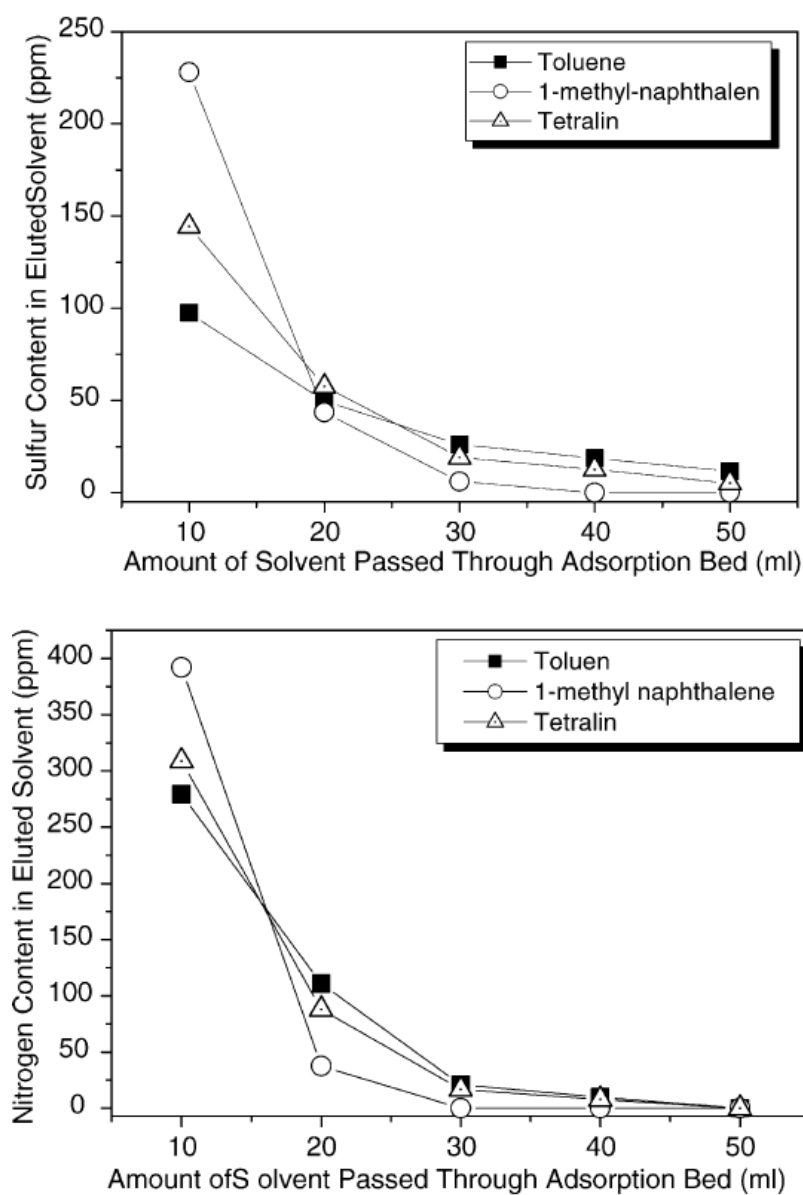 Sulfur Content in ElutedSolvent (ppm)
250
200
150
100
50
0
Toluene
1-methyl-naphthalen
Tetralin
10 20 30 40 50
Amount of Solvent Passed Through Adsorption Bed (ml)
Nitrogen Content in Eluted Solvent (ppm)
400
350
300
250
200
150
100
50
0
Toluen
1-methyl naphthalene
Tetralin
10 20 30 40 50
Amount ofS olvent Passed Through Adsorption Bed (ml)